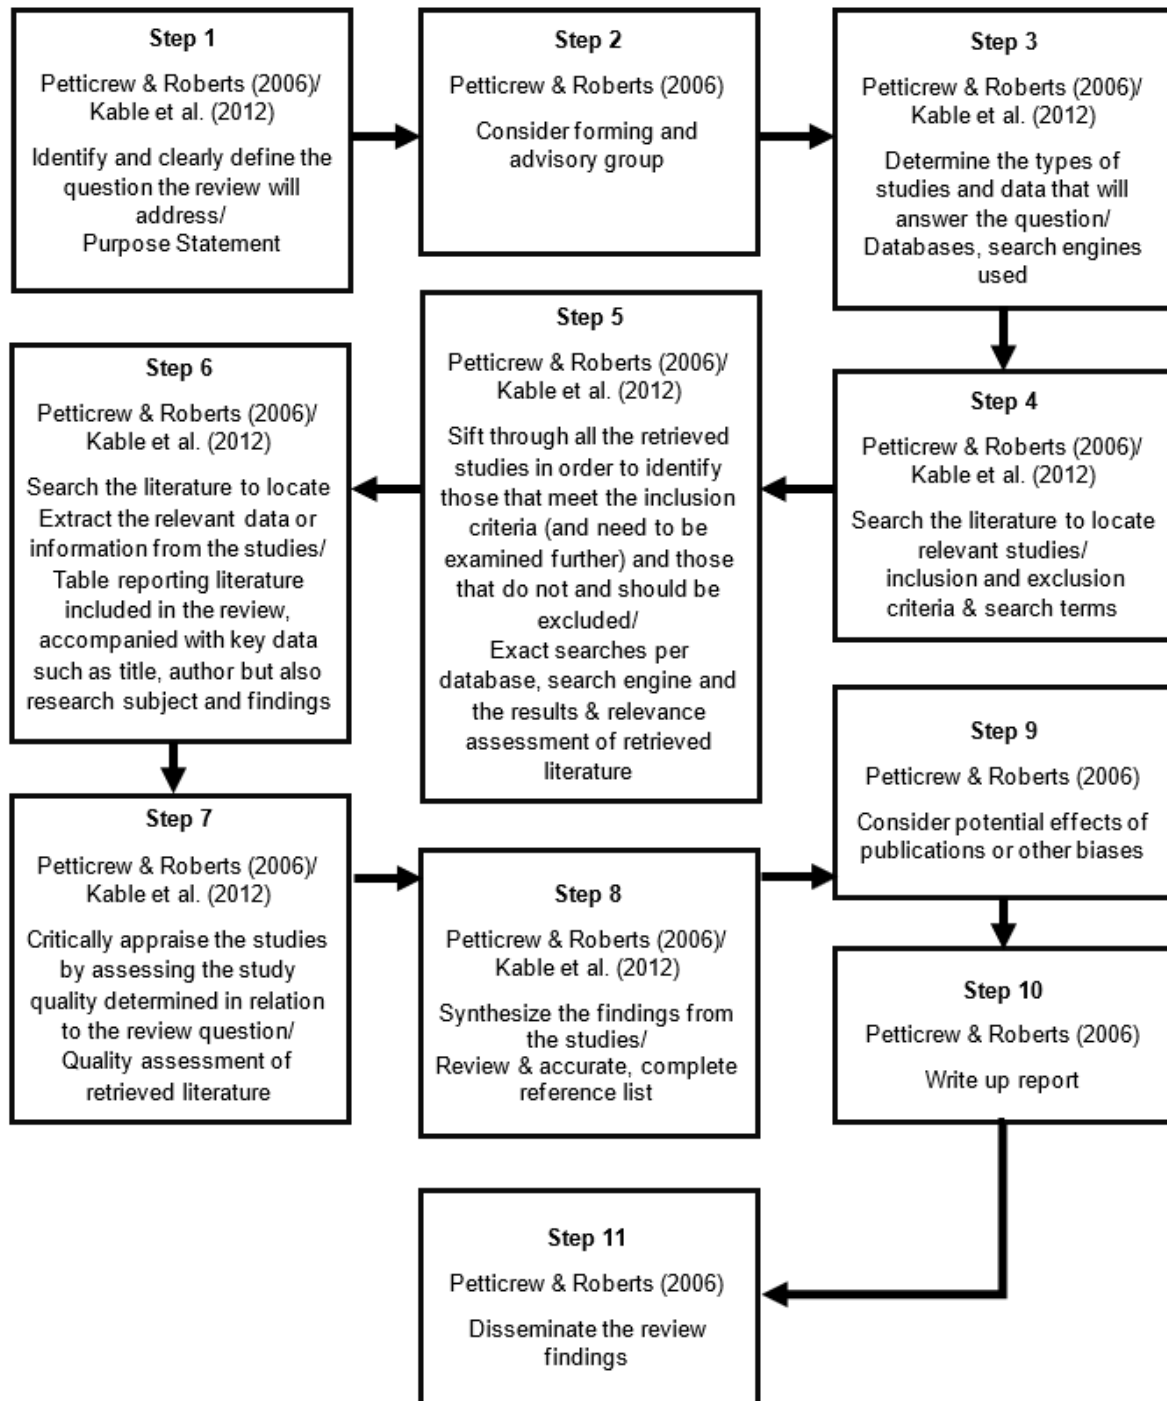 Step 1
Petticrew & Roberts (2006)/
Kable et al. (2012)
Identify and clearly define the
question the review will
address/
Purpose Statement
Step 2
Petticrew & Roberts (2006)
Consider forming and
advisory group
Step 3
Petticrew & Roberts (2006)/
Kable et al. (2012)
Determine the types of
studies and data that will
answer the question/
Databases, search engines
used
Step 4
Petticrew & Roberts (2006)/
Kable et al. (2012)
Search the literature to locate
relevant studies/
inclusion and exclusion
criteria & search terms
Step 5
Petticrew & Roberts (2006)/
Kable et al. (2012)
Sift through all the retrieved
studies in order to identify
those that meet the inclusion
criteria (and need to be
examined further) and those
that do not and should be
excluded/
Exact searches per
database, search engine and
the results & relevance
assessment of retrieved
literature
Step 6
Petticrew & Roberts (2006)/
Kable et al. (2012)
Search the literature to locate
Extract the relevant data or
information from the studies/
Table reporting literature
included in the review,
accompanied with key data
such as title, author but also
research subject and findings
Step 7
Petticrew & Roberts (2006)/
Kable et al. (2012)
Critically appraise the studies
by assessing the study
quality determined in relation
to the review question/
Quality assessment of
retrieved literature
Step 8
Petticrew & Roberts (2006)/
Kable et al. (2012)
Synthesize the findings from
the studies/
Review & accurate, complete
reference list
Step 9
Petticrew & Roberts (2006)
Consider potential effects of
publications or other biases
Step 10
Petticrew & Roberts (2006)
Write up report
Step 11
Petticrew & Roberts (2006)
Disseminate the review
findings